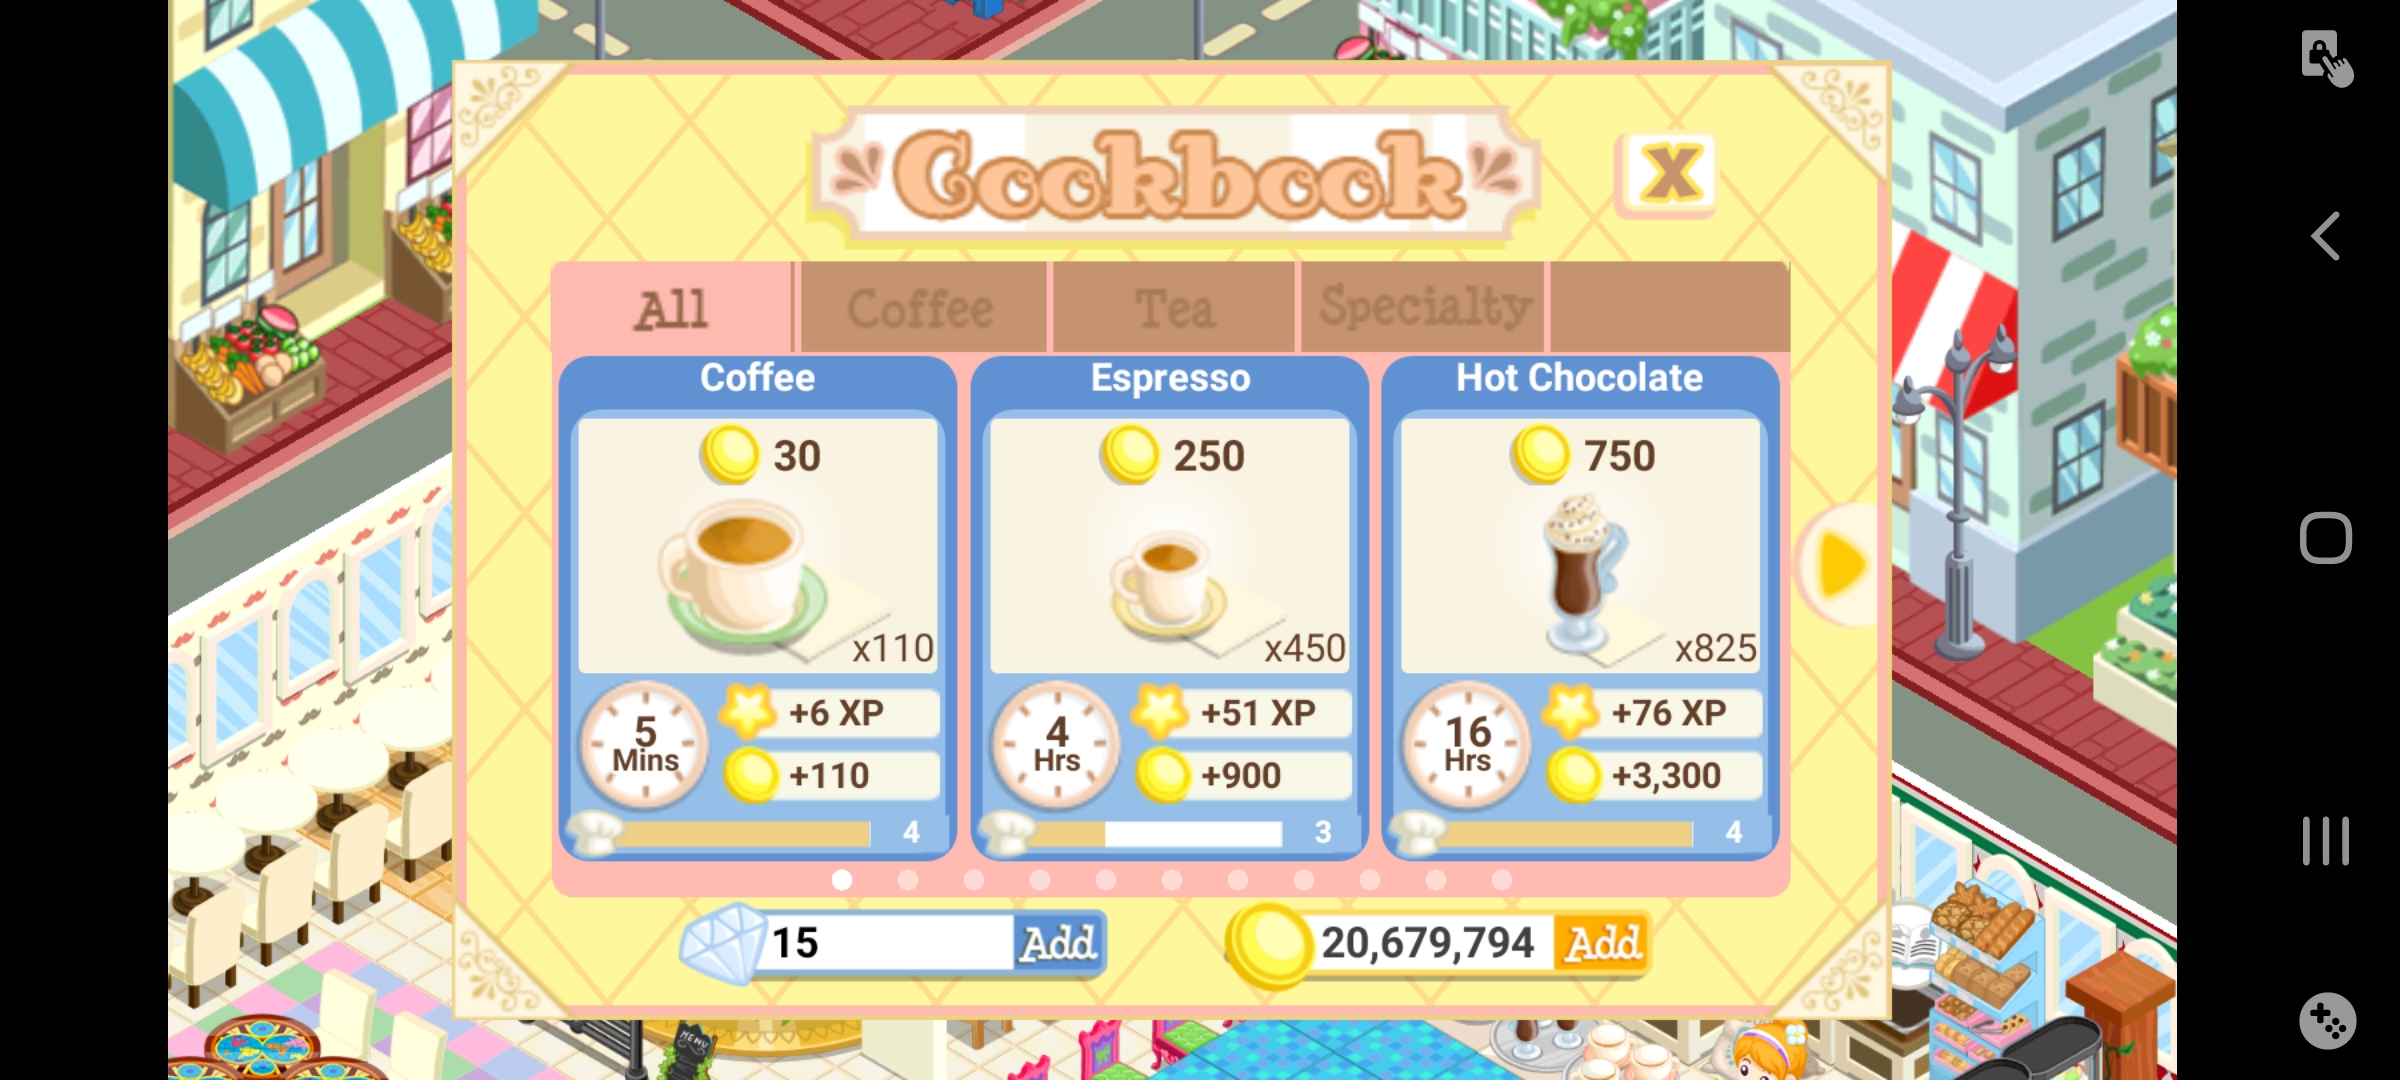 Cookbook
X
All
Coffee
Tea
Specialty
Coffee
30
x110
5
Mins
+6 XP
+110
4
Espresso
250
x450
4
Hrs
+51 XP
+900
3
Hot Chocolate
750
x825
16
Hrs
+76 XP
+3,300
4
15
Add
20,679,794
Add
MENU